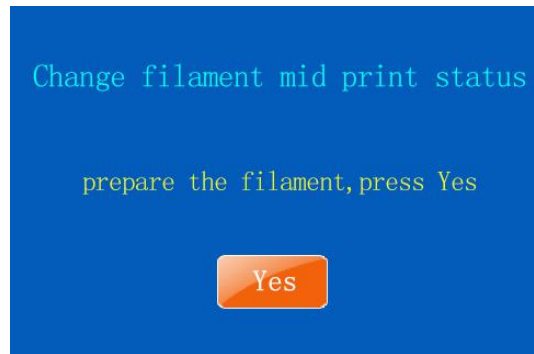 Change filament mid print status
prepare the filament,press Yes
Yes